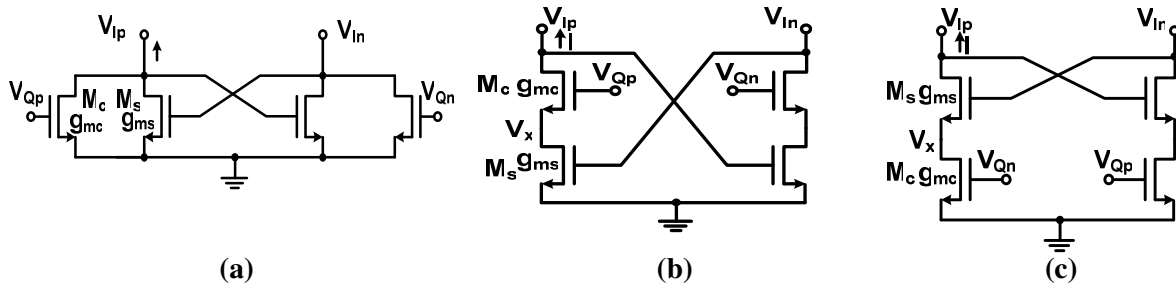 V_Ip
V_In
V_Qp
M_c
g_mc
M_s
g_ms
V_Qn
(a)
V_Ip
I
V_In
M_c g_mc
V_Qp
V_Qn
V_x
M_s g_ms
(b)
V_Ip
I
V_In
M_s g_ms
V_x
M_c g_mc
V_Qn
V_Qp
(c)